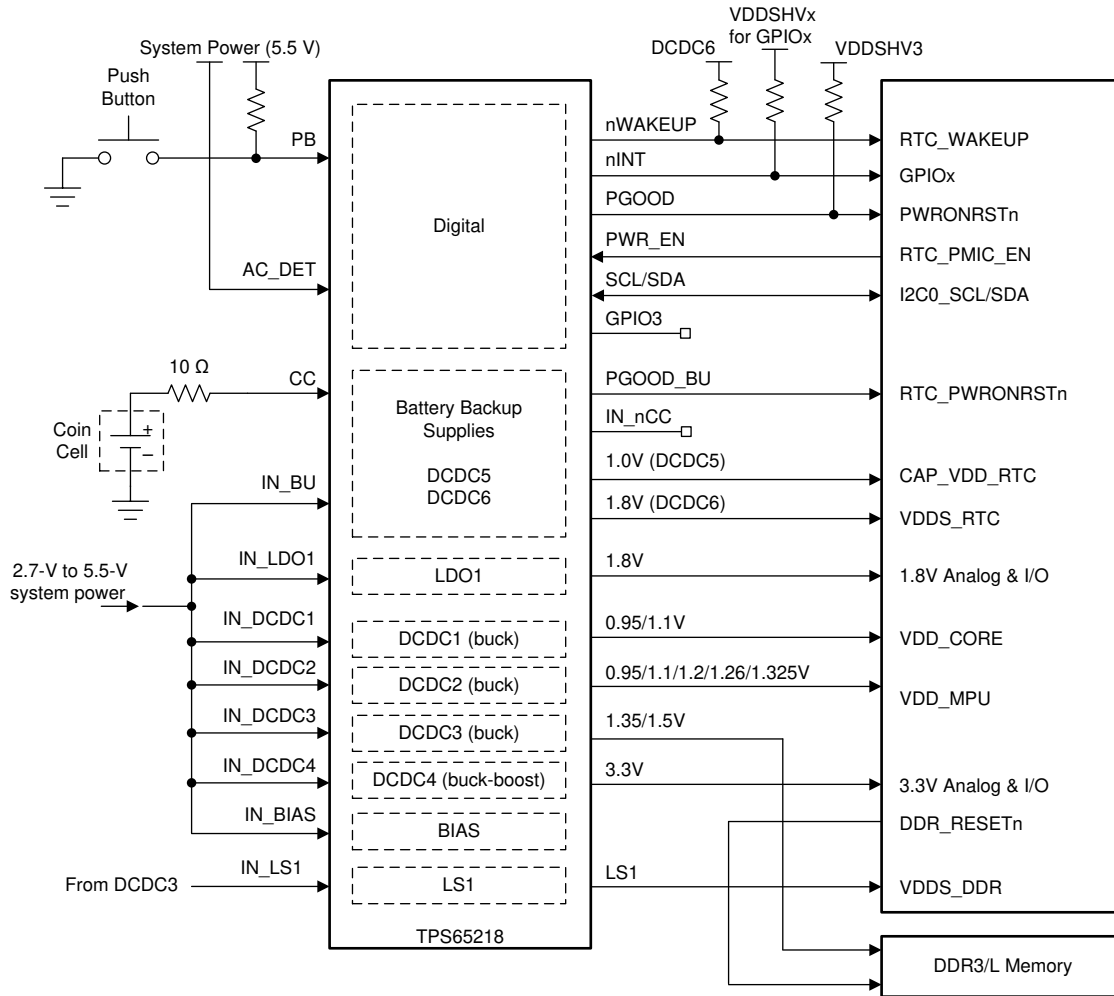 System Power (5.5 V)
Push
Button
PB
AC_DET
10 Ω
CC
Coin
Cell
+
−
IN_BU
2.7-V to 5.5-V
system power
IN_LDO1
IN_DCDC1
IN_DCDC2
IN_DCDC3
IN_DCDC4
IN_BIAS
From DCDC3
IN_LS1
Digital
Battery Backup
Supplies
DCDC5
DCDC6
LDO1
DCDC1 (buck)
DCDC2 (buck)
DCDC3 (buck)
DCDC4 (buck-boost)
BIAS
LS1
TPS65218
DCDC6
VDDSHVx
for GPIOx
VDDSHV3
nWAKEUP
nINT
PGOOD
PWR_EN
SCL/SDA
GPIO3
PGOOD_BU
IN_nCC
1.0V (DCDC5)
1.8V (DCDC6)
1.8V
0.95/1.1V
0.95/1.1/1.2/1.26/1.325V
1.35/1.5V
3.3V
LS1
RTC_WAKEUP
GPIOx
PWRONRSTn
RTC_PMIC_EN
I2C0_SCL/SDA
RTC_PWRONRSTn
CAP_VDD_RTC
VDDS_RTC
1.8V Analog & I/O
VDD_CORE
VDD_MPU
3.3V Analog & I/O
DDR_RESETn
VDDS_DDR
DDR3/L Memory